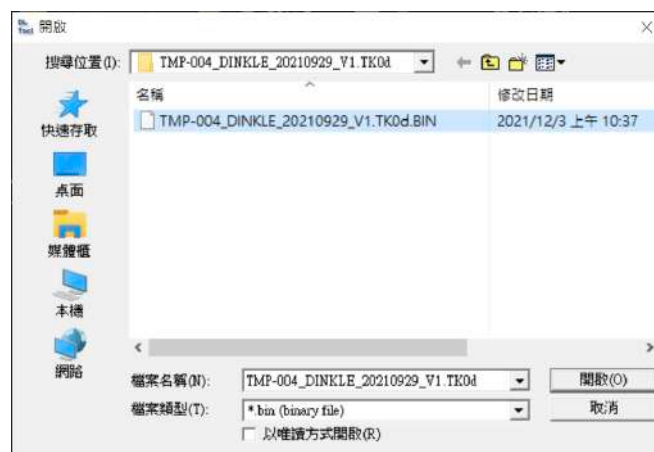 開啟
搜尋位置(I): TMP-004_DINKLE_20210929_V1.TK0d
名稱 修改日期
TMP-004_DINKLE_20210929_V1.TK0d.BIN 2021/12/3 上午 10:37
快速存取
桌面
媒體櫃
本機
網路
檔案名稱(N): TMP-004_DINKLE_20210929_V1.TK0d 開啟(O)
檔案類型(T): *.bin (binary file) 取消
以唯讀方式開啟(R)